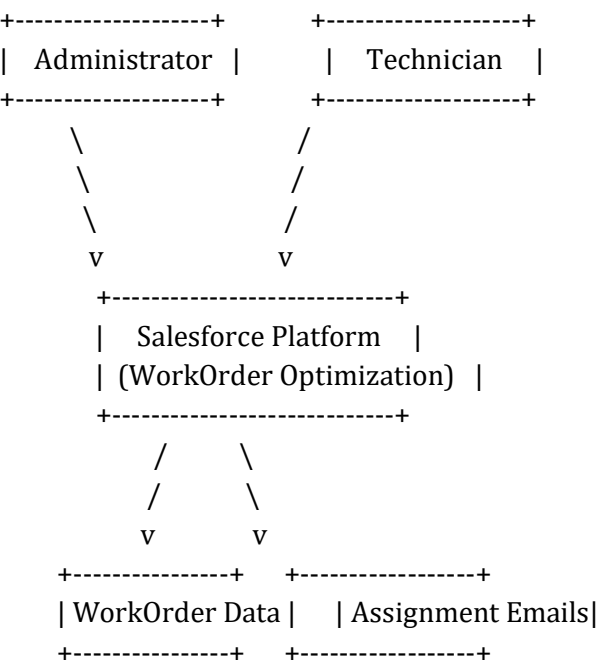 +--------------------+ +--------------------+
| Administrator | | Technician |
+--------------------+ +--------------------+
\ /
\ /
\ /
v v
+-----------------------------+
| Salesforce Platform |
| (WorkOrder Optimization) |
+-----------------------------+
/ \
/ \
v v
+----------------+ +------------------+
| WorkOrder Data | | Assignment Emails|
+----------------+ +------------------+